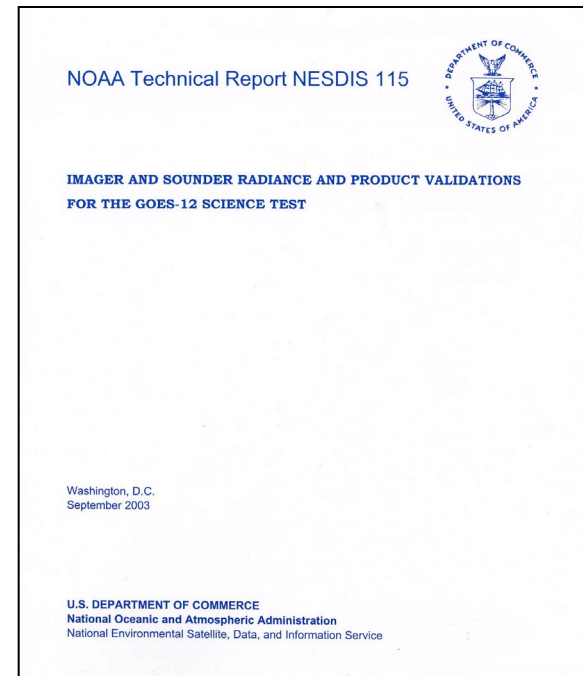 NOAA Technical Report NESDIS 115
DEPARTMENT OF COMMERCE
* UNITED STATES OF AMERICA *
IMAGER AND SOUNDER RADIANCE AND PRODUCT VALIDATIONS
FOR THE GOES-12 SCIENCE TEST
Washington, D.C.
September 2003
U.S. DEPARTMENT OF COMMERCE
National Oceanic and Atmospheric Administration
National Environmental Satellite, Data, and Information Service